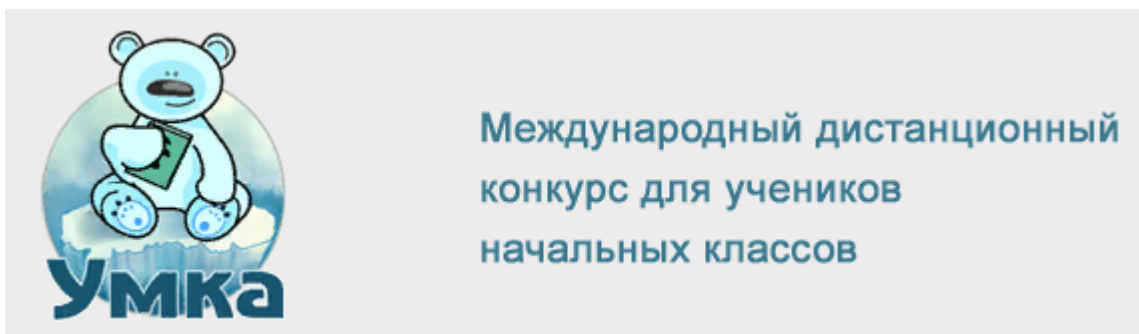 Умка
Международный дистанционный
конкурс для учеников
начальных классов